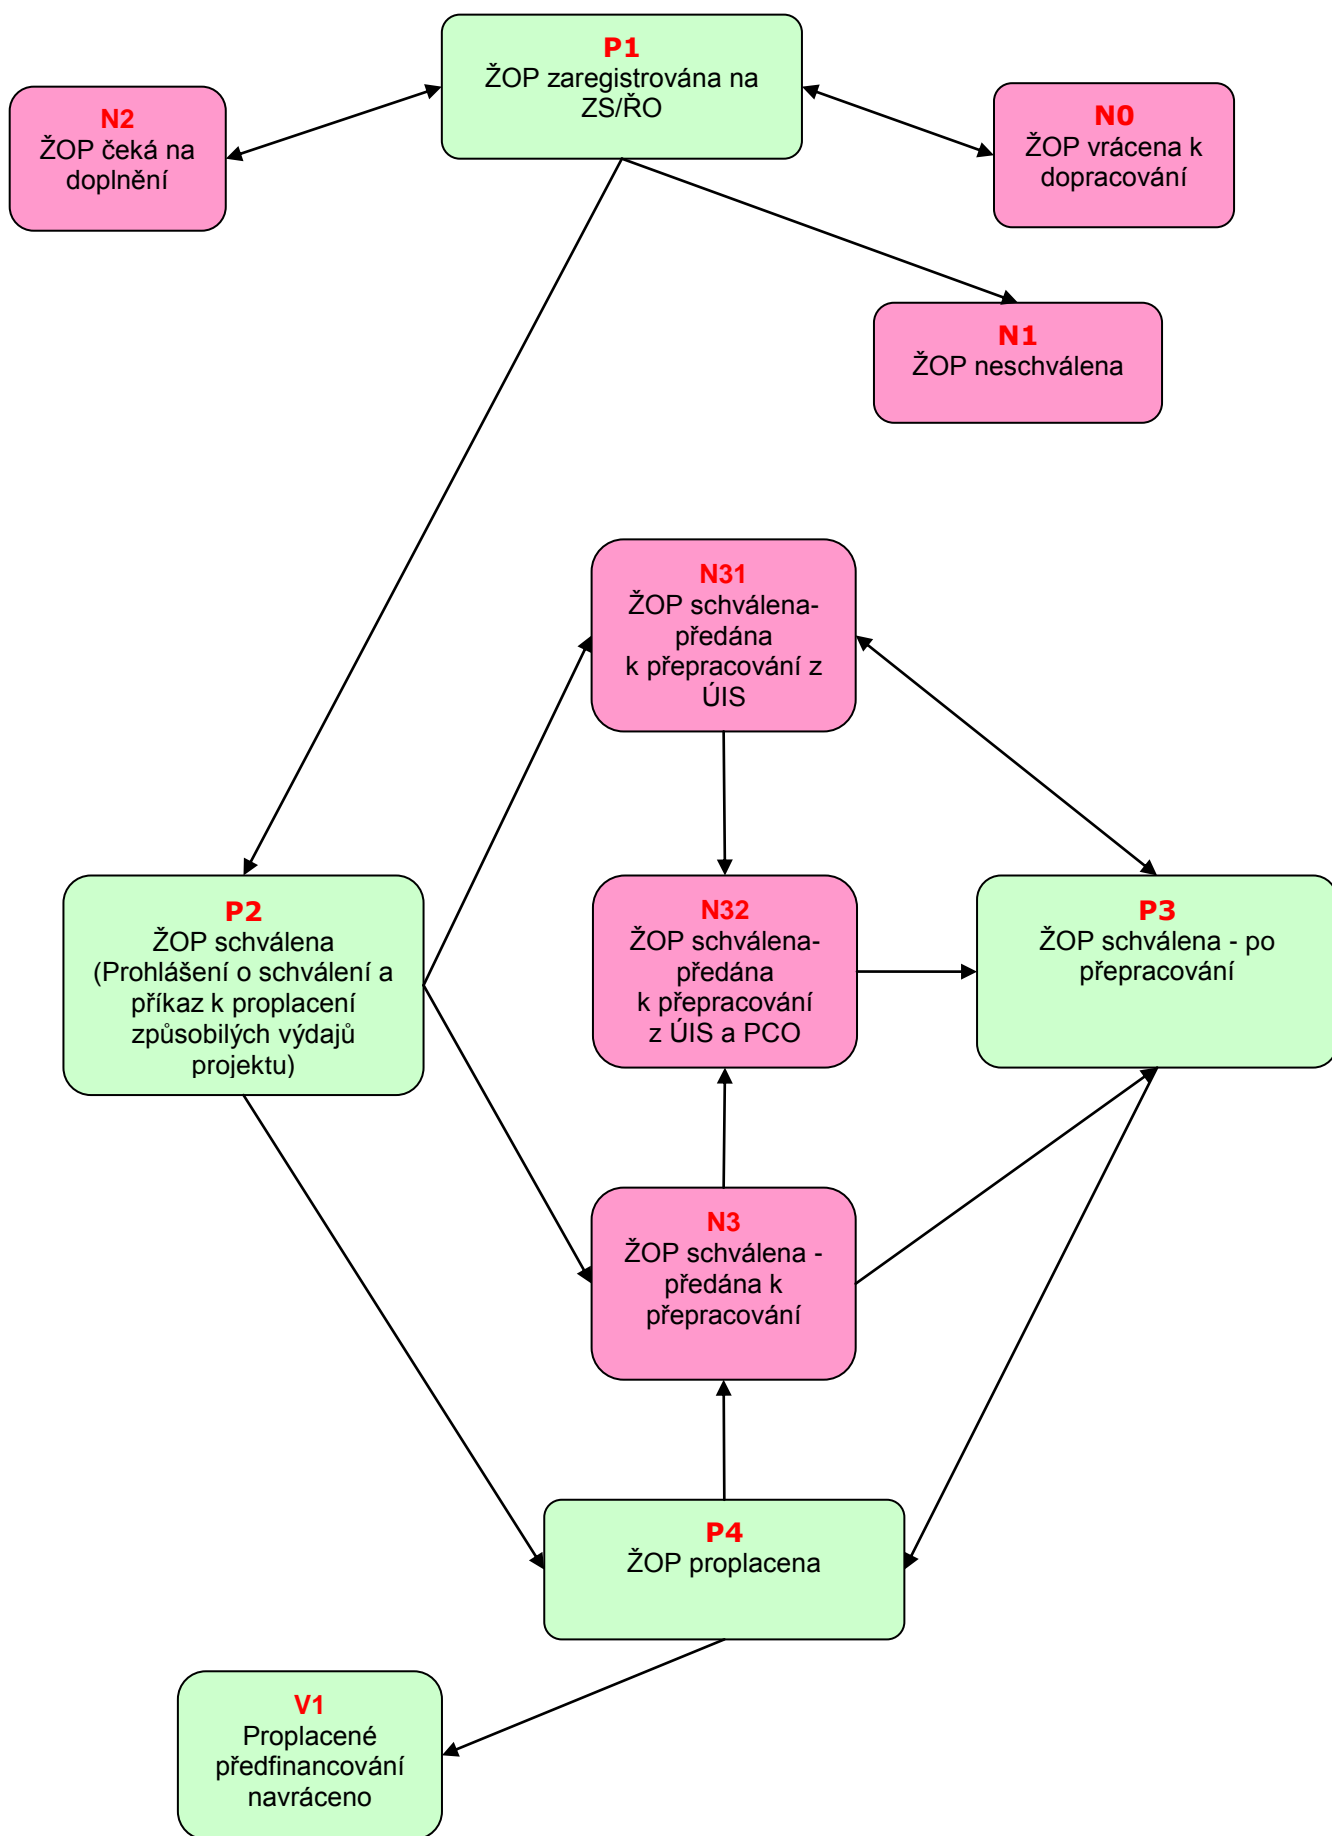 P1
ŽOP zaregistrována na
ZS/ŘO
N2
ŽOP čeká na
doplnění
N0
ŽOP vrácena k
dopracování
N1
ŽOP neschválena
N31
ŽOP schválena-
předána
k přepracování z
ÚIS
P2
ŽOP schválena
(Prohlášení o schválení a
příkaz k proplacení
způsobilých výdajů
projektu)
N32
ŽOP schválena-
předána
k přepracování
z ÚIS a PCO
P3
ŽOP schválena - po
přepracování
N3
ŽOP schválena -
předána k
přepracování
P4
ŽOP proplacena
V1
Proplacené
předfinancování
navráceno